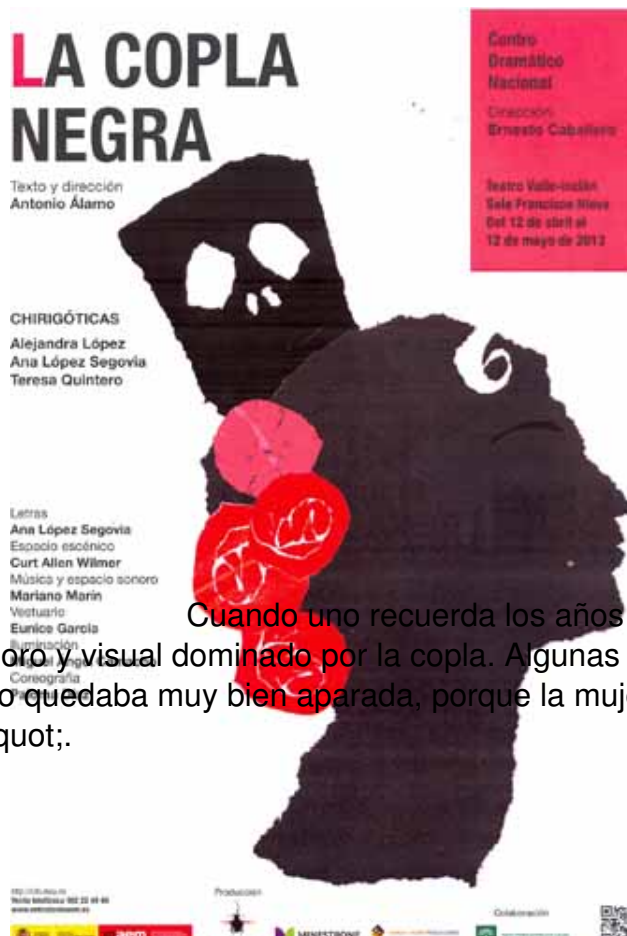 LA COPLA
NEGRA
Texto y dirección
Antonio Álamo
Centro
Dramático
Nacional
Dirección
Ernesto Caballero
Teatro Valle-Inclán
Sala Francisco Nieva
Del 12 de abril al
12 de mayo de 2013
CHIRIGÓTICAS
Alejandra López
Ana López Segovia
Teresa Quintero
Letras
Ana López Segovia
Espacio escénico
Curt Allen Wilmer
Música y espacio sonoro
Mariano Marín
Vestuario
Eunice García
Iluminación
Coreografía
Cuando uno recuerda los años
y visual dominado por la copla. Algunas
o quedaba muy bien aparada, porque la muje
quot;.
Producción
Colaboración
MINESTRONE